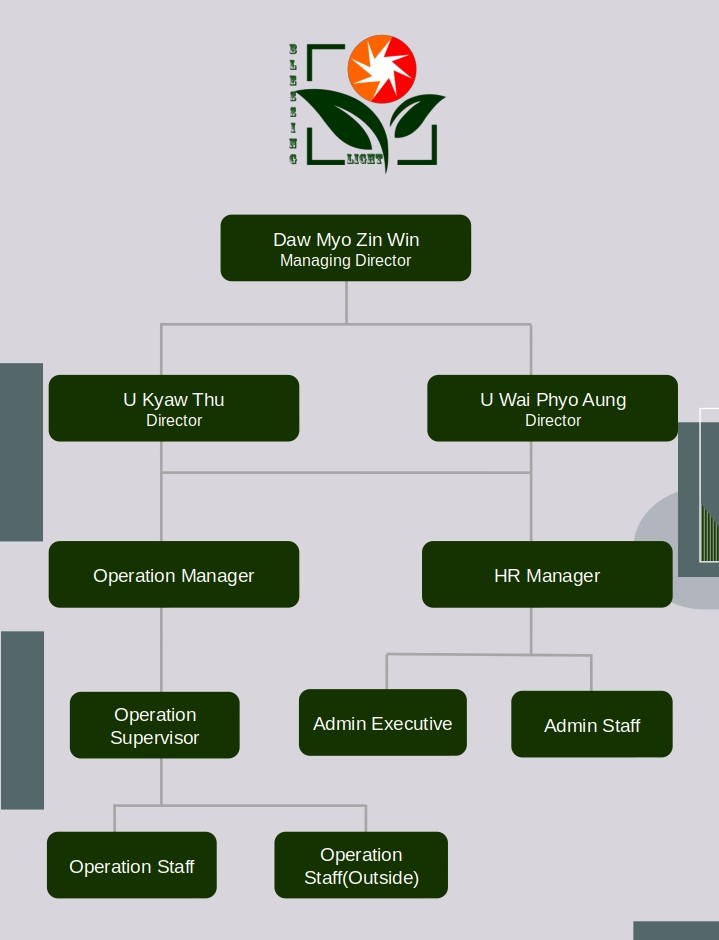 BLESSING
LIGHT
Daw Myo Zin Win
Managing Director
U Kyaw Thu
Director
U Wai Phyo Aung
Director
Operation Manager
HR Manager
Operation
Supervisor
Admin Executive
Admin Staff
Operation Staff
Operation
Staff(Outside)